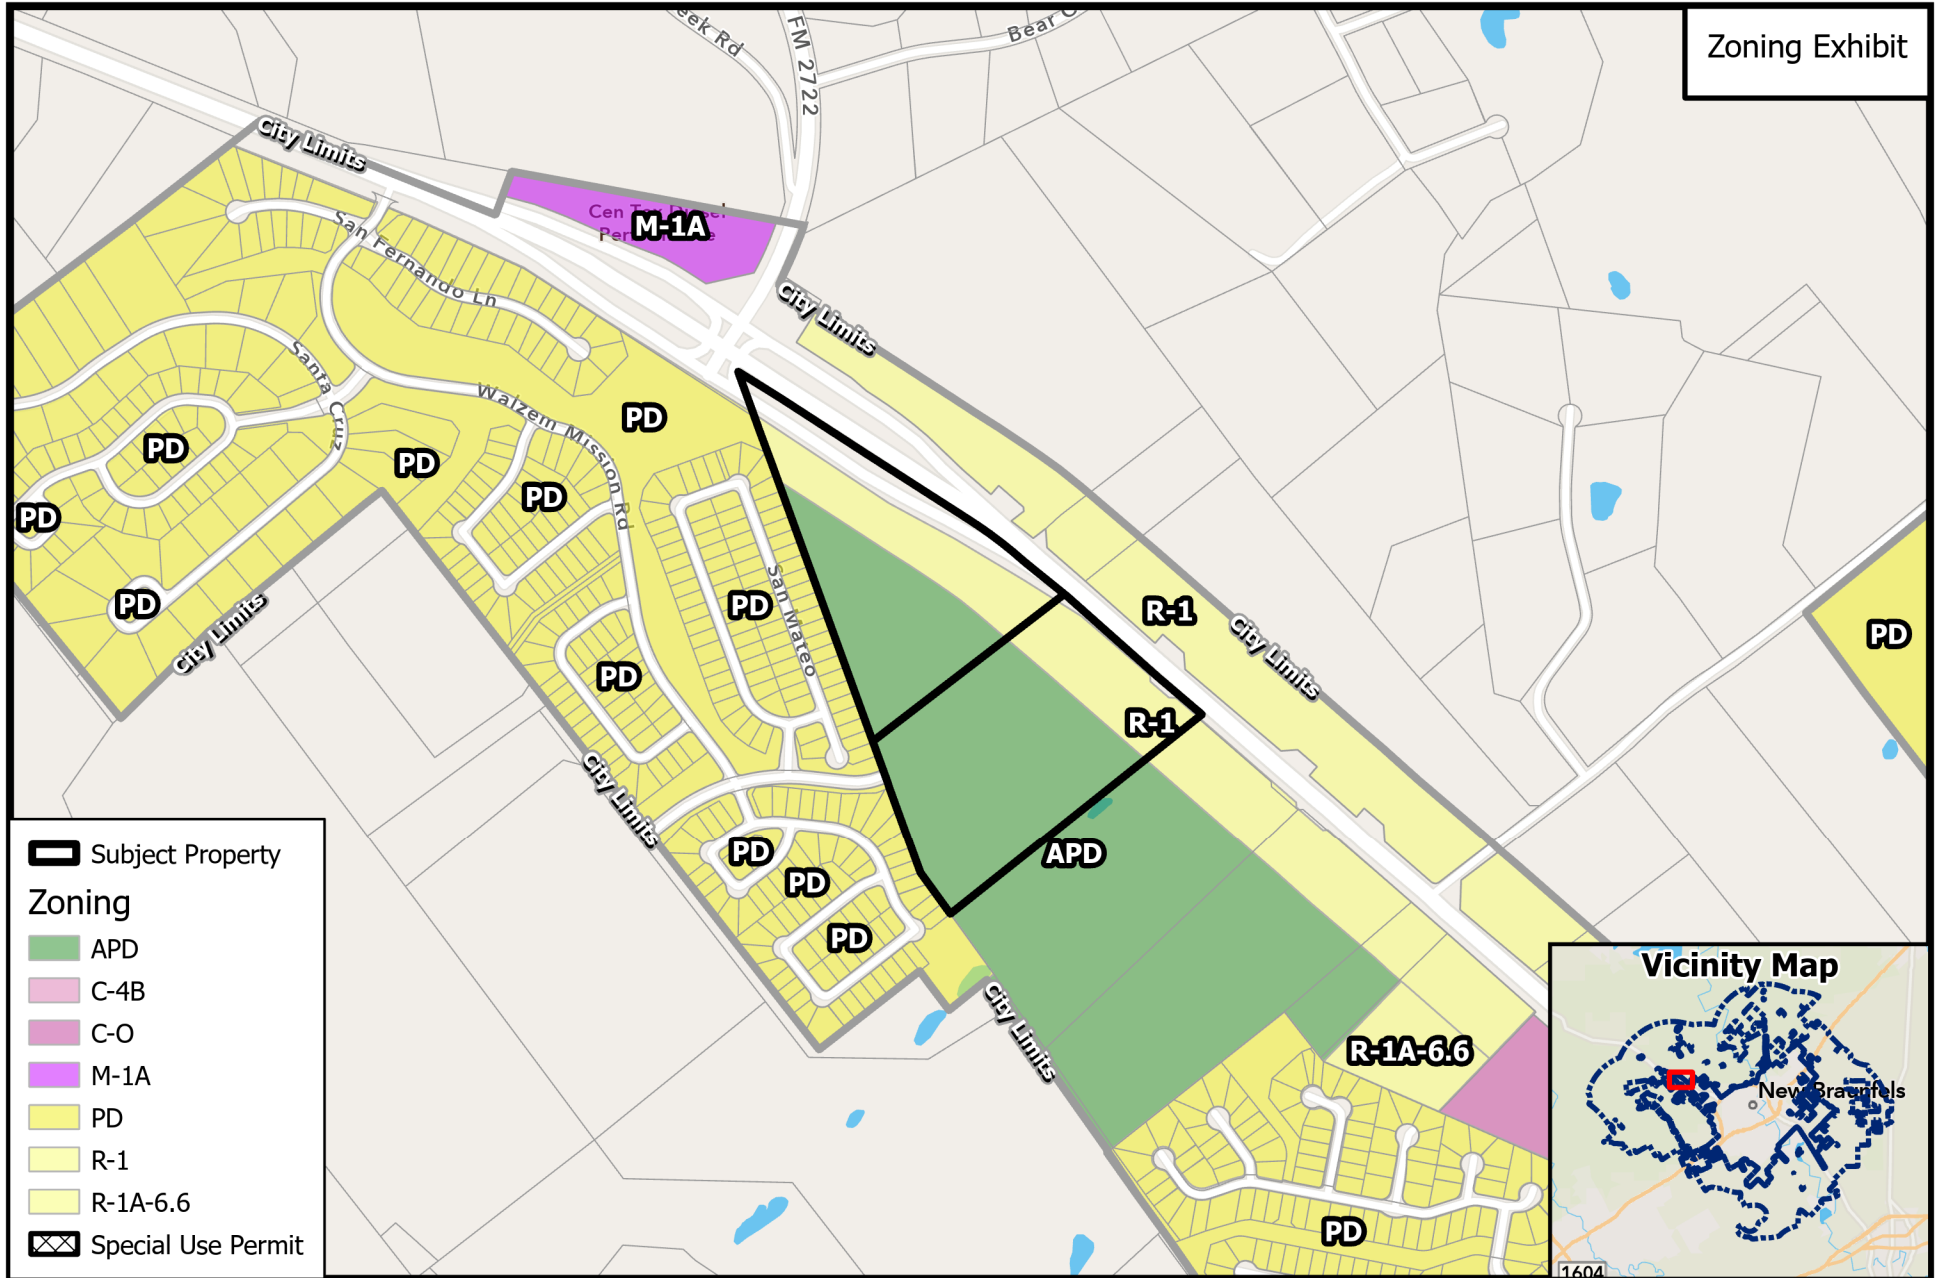 Zoning Exhibit
eek Rd
FM 2722
Bear C
City Limits
Cen Tex Diesel
M-1A
San Fernando Ln
City Limits
Santa Cruz
Walzem Mission Rd
PD
PD
PD
PD
PD
PD
San Mateo
PD
City Limits
R-1
City Limits
PD
PD
R-1
City Limits
PD
APD
PD
PD
City Limits
R-1A-6.6
PD
Subject Property
Zoning
APD
C-4B
C-O
M-1A
PD
R-1
R-1A-6.6
Special Use Permit
Vicinity Map
New Braunfels
1604